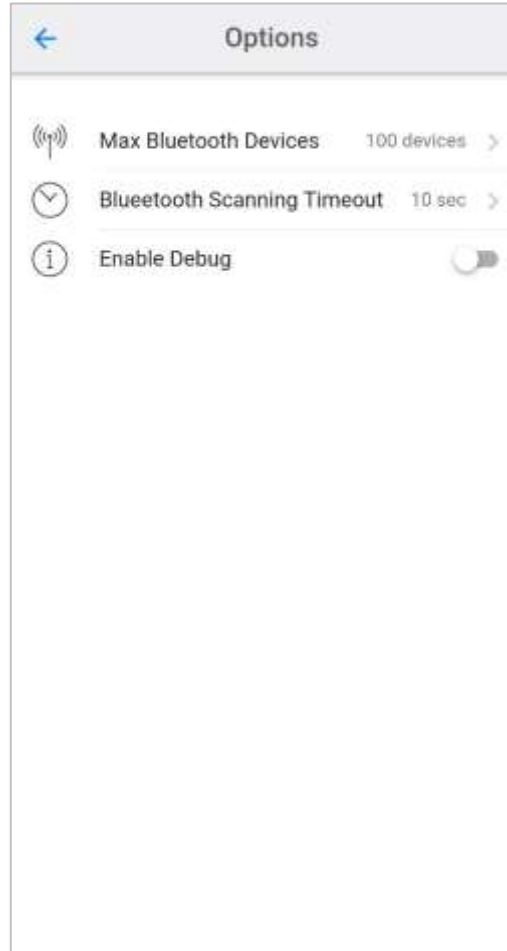 Options
Max Bluetooth Devices 100 devices
Blueetooth Scanning Timeout 10 sec
Enable Debug